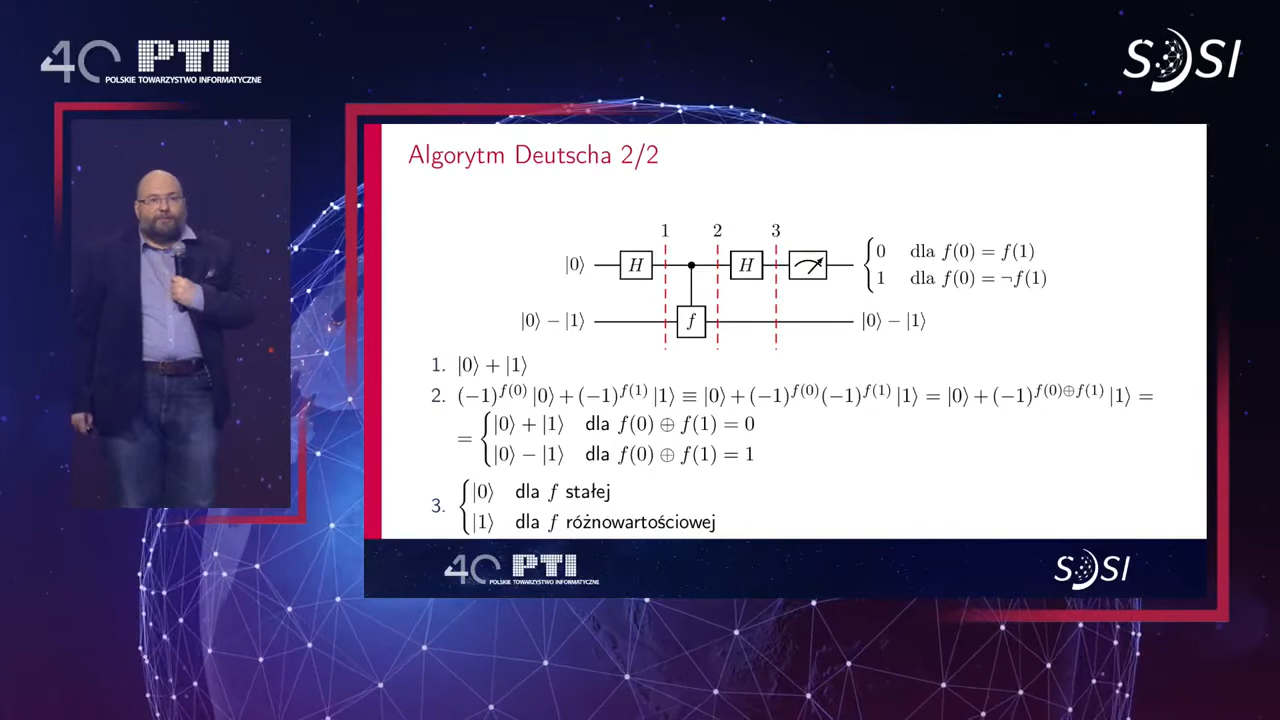 40 PTI
POLSKIE TOWARZYSTWO INFORMATYCZNE
SOSI
Algorytm Deutscha 2/2
1 2 3
|0⟩ H H { 0 dla f(0) = f(1)
1 dla f(0) = ¬f(1)
|0⟩ − |1⟩ f |0⟩ − |1⟩
1. |0⟩ + |1⟩
2. (−1)^{f(0)} |0⟩ + (−1)^{f(1)} |1⟩ ≡ |0⟩ + (−1)^{f(0)}(−1)^{f(1)} |1⟩ = |0⟩ + (−1)^{f(0)⊕f(1)} |1⟩ =
= { |0⟩ + |1⟩ dla f(0) ⊕ f(1) = 0
|0⟩ − |1⟩ dla f(0) ⊕ f(1) = 1
3. { |0⟩ dla f stałej
|1⟩ dla f różnowartościowej
40 PTI
POLSKIE TOWARZYSTWO INFORMATYCZNE
SOSI